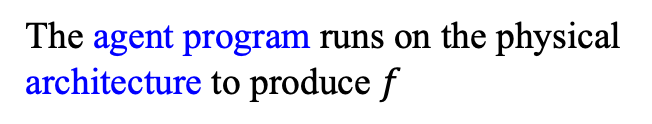 The agent program runs on the physical
architecture to produce f